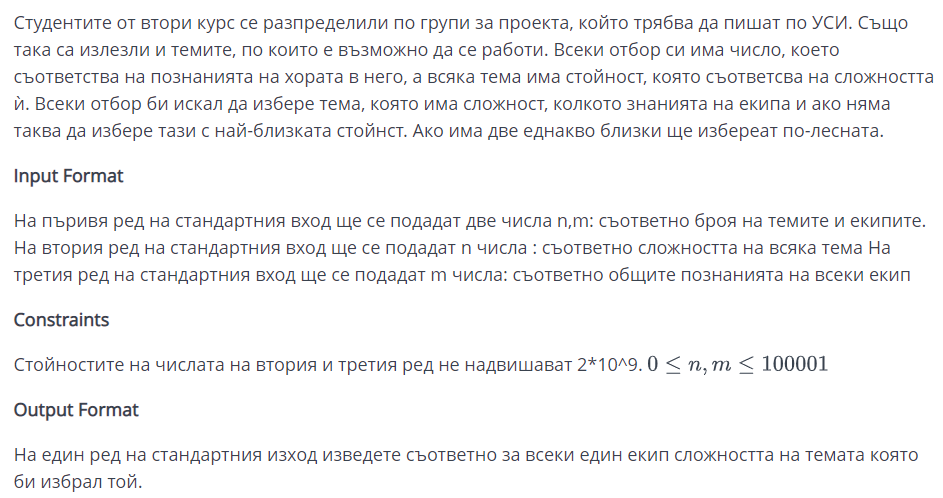 Студентите от втори курс се разпределили по групи за проекта, който трябва да пишат по УСИ. Също
така са излезли и темите, по които е възможно да се работи. Всеки отбор си има число, което
съответства на познанията на хората в него, а всяка тема има стойност, която съответсва на сложността
ѝ. Всеки отбор би искал да избере тема, която има сложност, колкото знанията на екипа и ако няма
таква да избере тази с най-близката стойнст. Ако има две еднакво близки ще избереат по-лесната.
Input Format
На първия ред на стандартния вход ще се подадат две числа n,m: съответно броя на темите и екипите.
На втория ред на стандартния вход ще се подадат n числа : съответно сложността на всяка тема На
третия ред на стандартния вход ще се подадат m числа: съответно общите познанията на всеки екип
Constraints
Стойностите на числата на втория и третия ред не надвишават 2*10^9. 0 ≤ n, m ≤ 100001
Output Format
На един ред на стандартния изход изведете съответно за всеки един екип сложността на темата която
би избрал той.